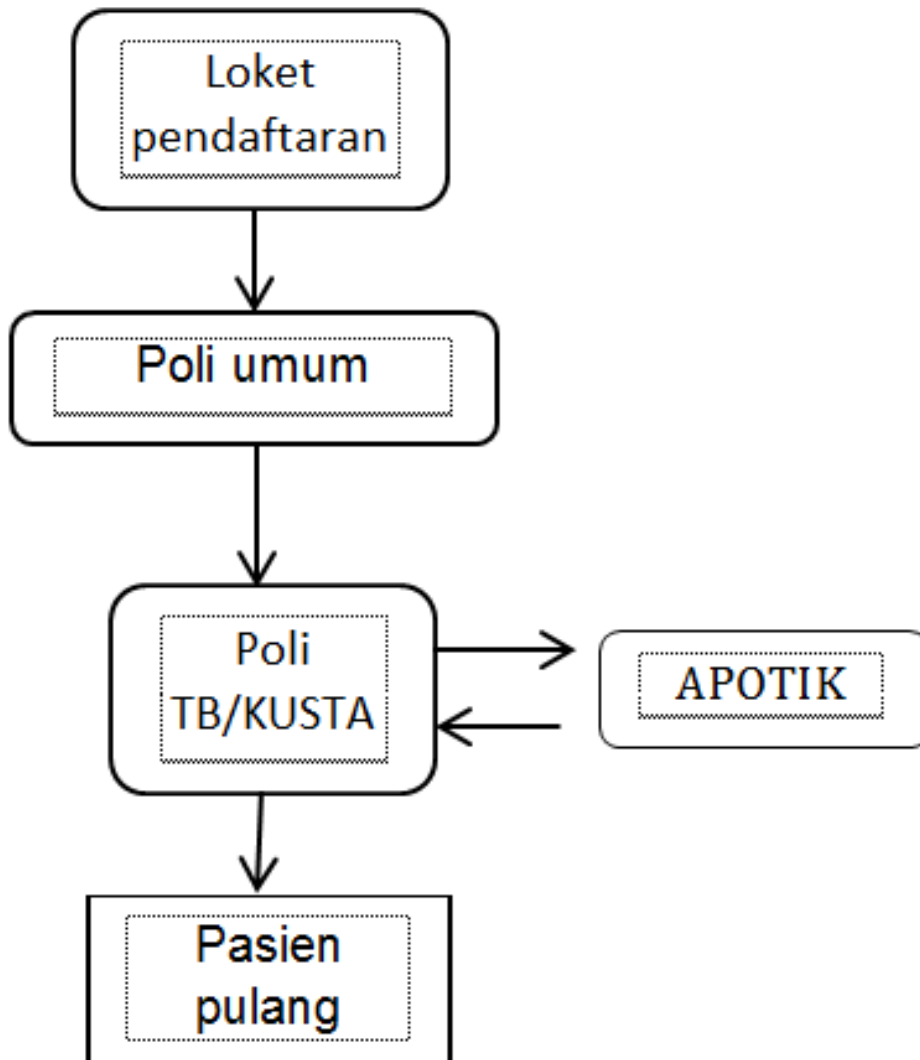 Loket
pendaftaran
Poli umum
Poli
TB/KUSTA
APOTIK
Pasien
pulang